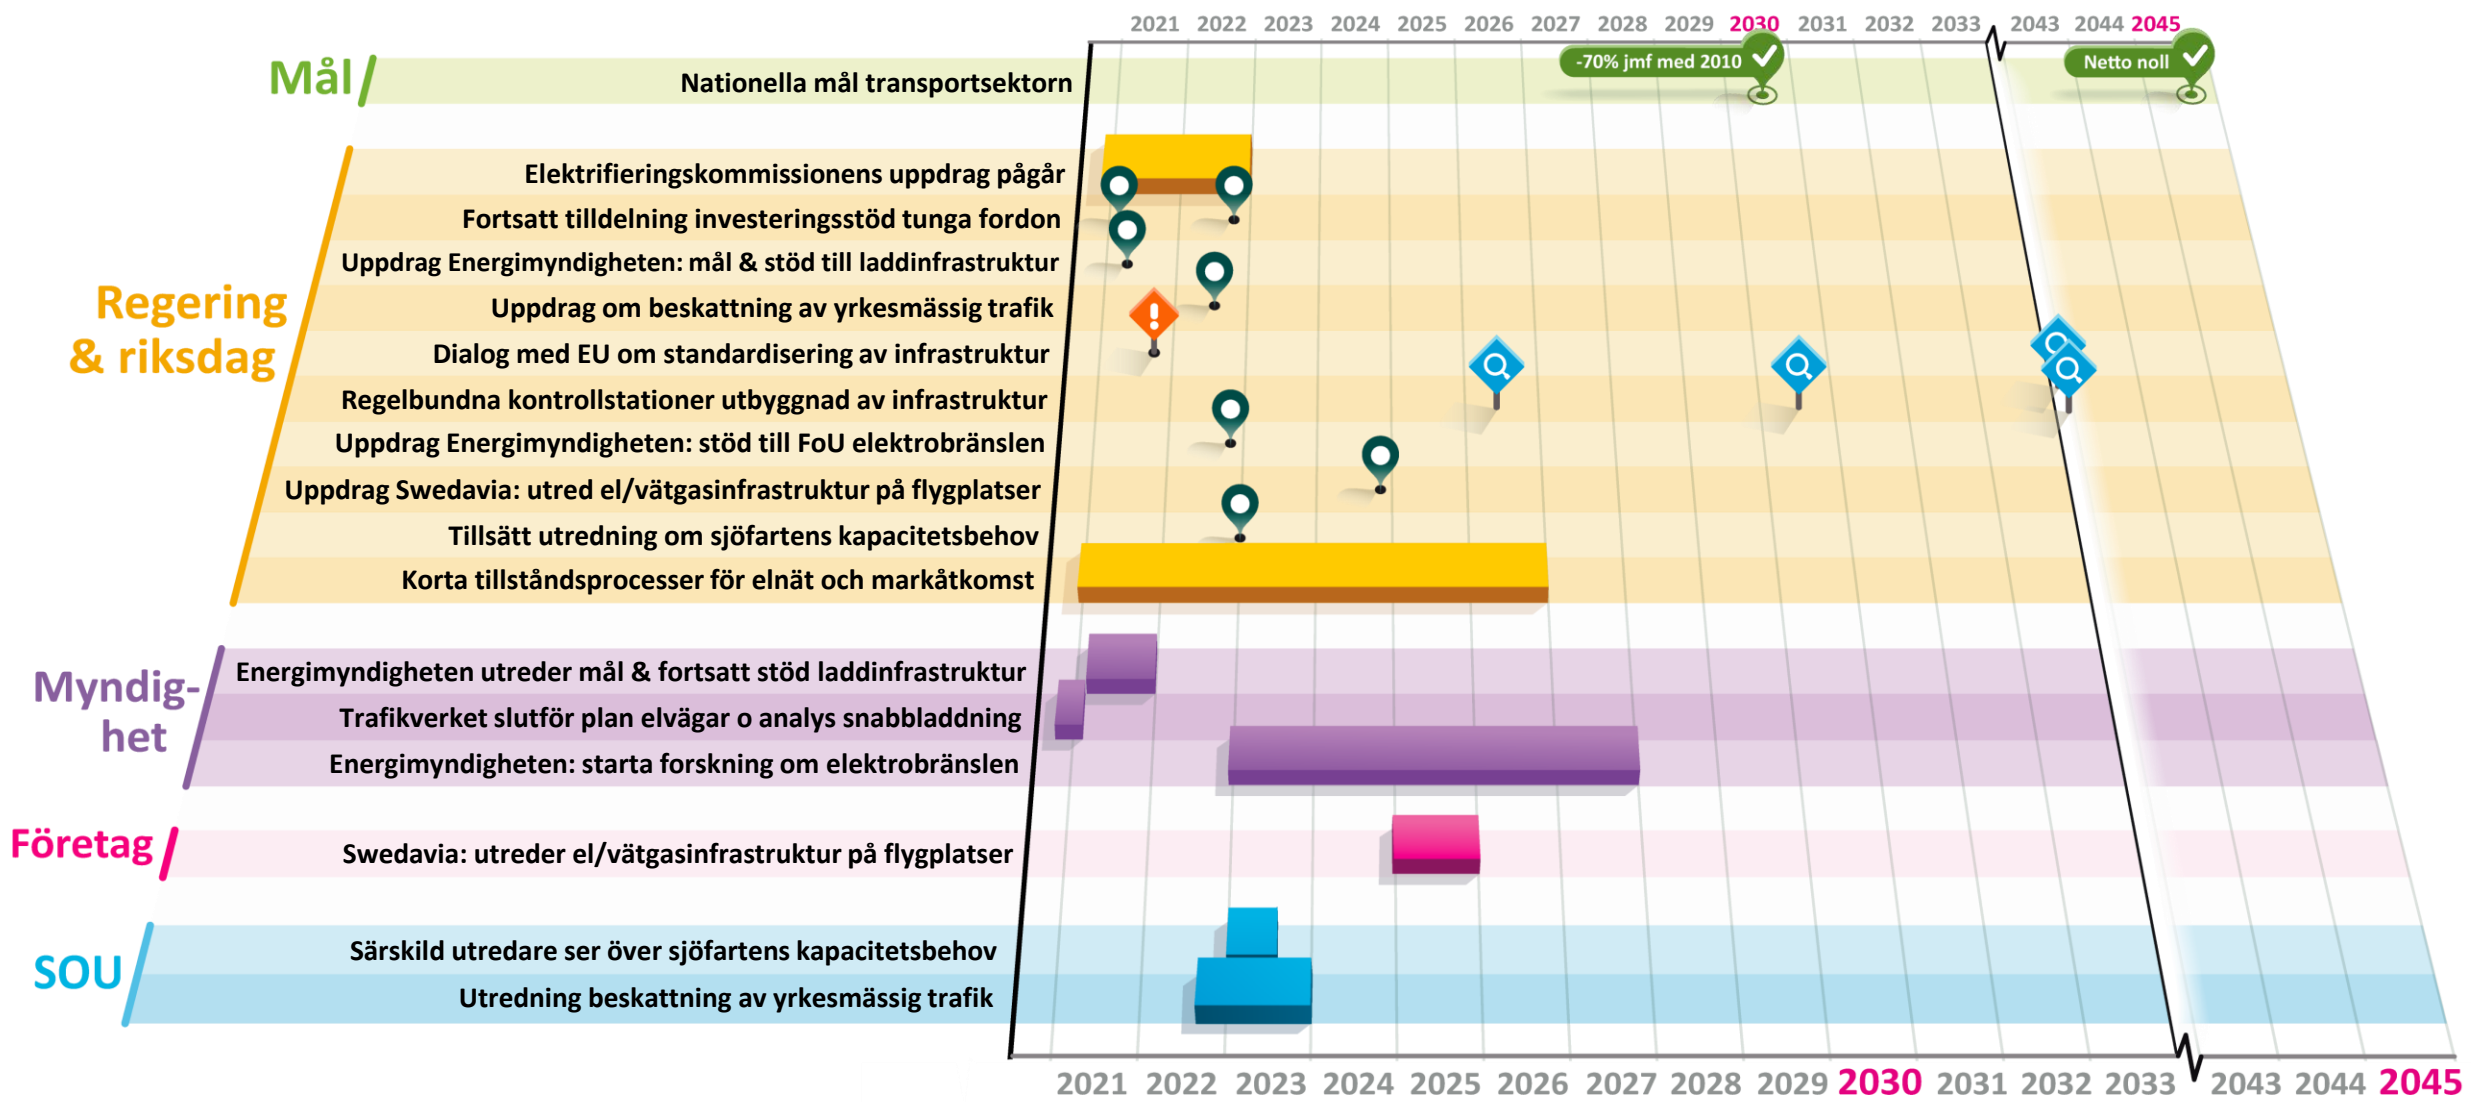 2021 2022 2023 2024 2025 2026 2027 2028 2029 2030 2031 2032 2033 2043 2044 2045
Mål
Nationella mål transportsektorn
-70% jmf med 2010
Netto noll
Regering
& riksdag
Elektrifieringskommissionens uppdrag pågår
Fortsatt tilldelning investeringsstöd tunga fordon
Uppdrag Energimyndigheten: mål & stöd till laddinfrastruktur
Uppdrag om beskattning av yrkesmässig trafik
Dialog med EU om standardisering av infrastruktur
Regelbundna kontrollstationer utbyggnad av infrastruktur
Uppdrag Energimyndigheten: stöd till FoU elektrobränslen
Uppdrag Swedavia: utred el/vätgasinfrastruktur på flygplatser
Tillsätt utredning om sjöfartens kapacitetsbehov
Korta tillståndsprocesser för elnät och markåtkomst
Myndig-
het
Energimyndigheten utreder mål & fortsatt stöd laddinfrastruktur
Trafikverket slutför plan elvägar o analys snabbladdning
Energimyndigheten: starta forskning om elektrobränslen
Företag
Swedavia: utreder el/vätgasinfrastruktur på flygplatser
SOU
Särskild utredare ser över sjöfartens kapacitetsbehov
Utredning beskattning av yrkesmässig trafik
2021 2022 2023 2024 2025 2026 2027 2028 2029 2030 2031 2032 2033 2043 2044 2045